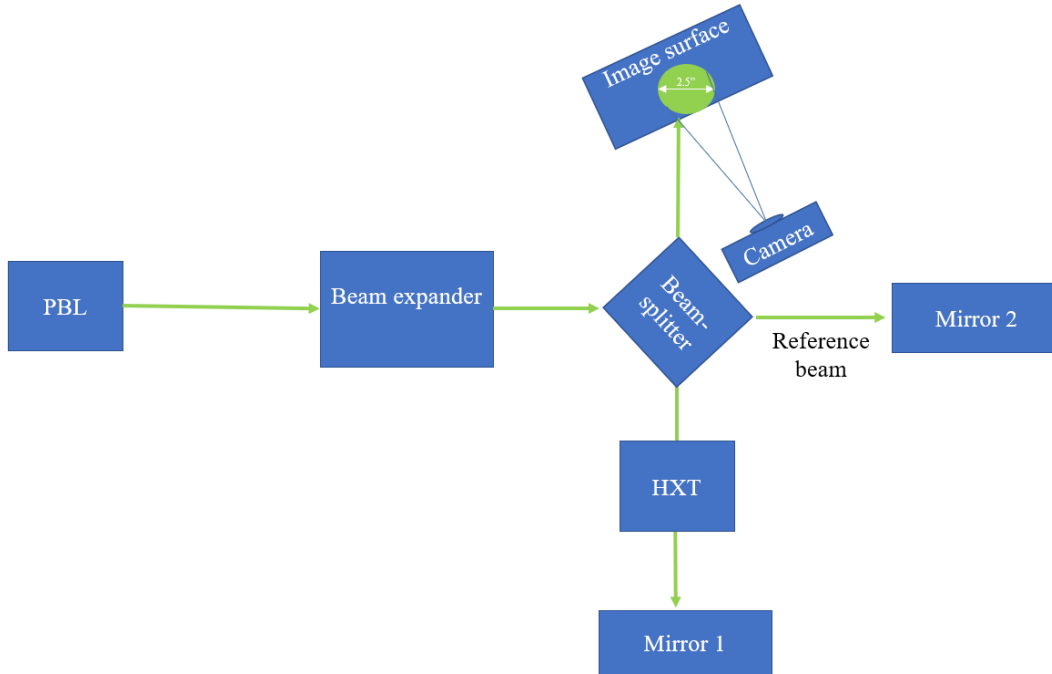 Image surface
2.5"
Camera
PBL
Beam expander
Beam-
splitter
Mirror 2
Reference
beam
HXT
Mirror 1